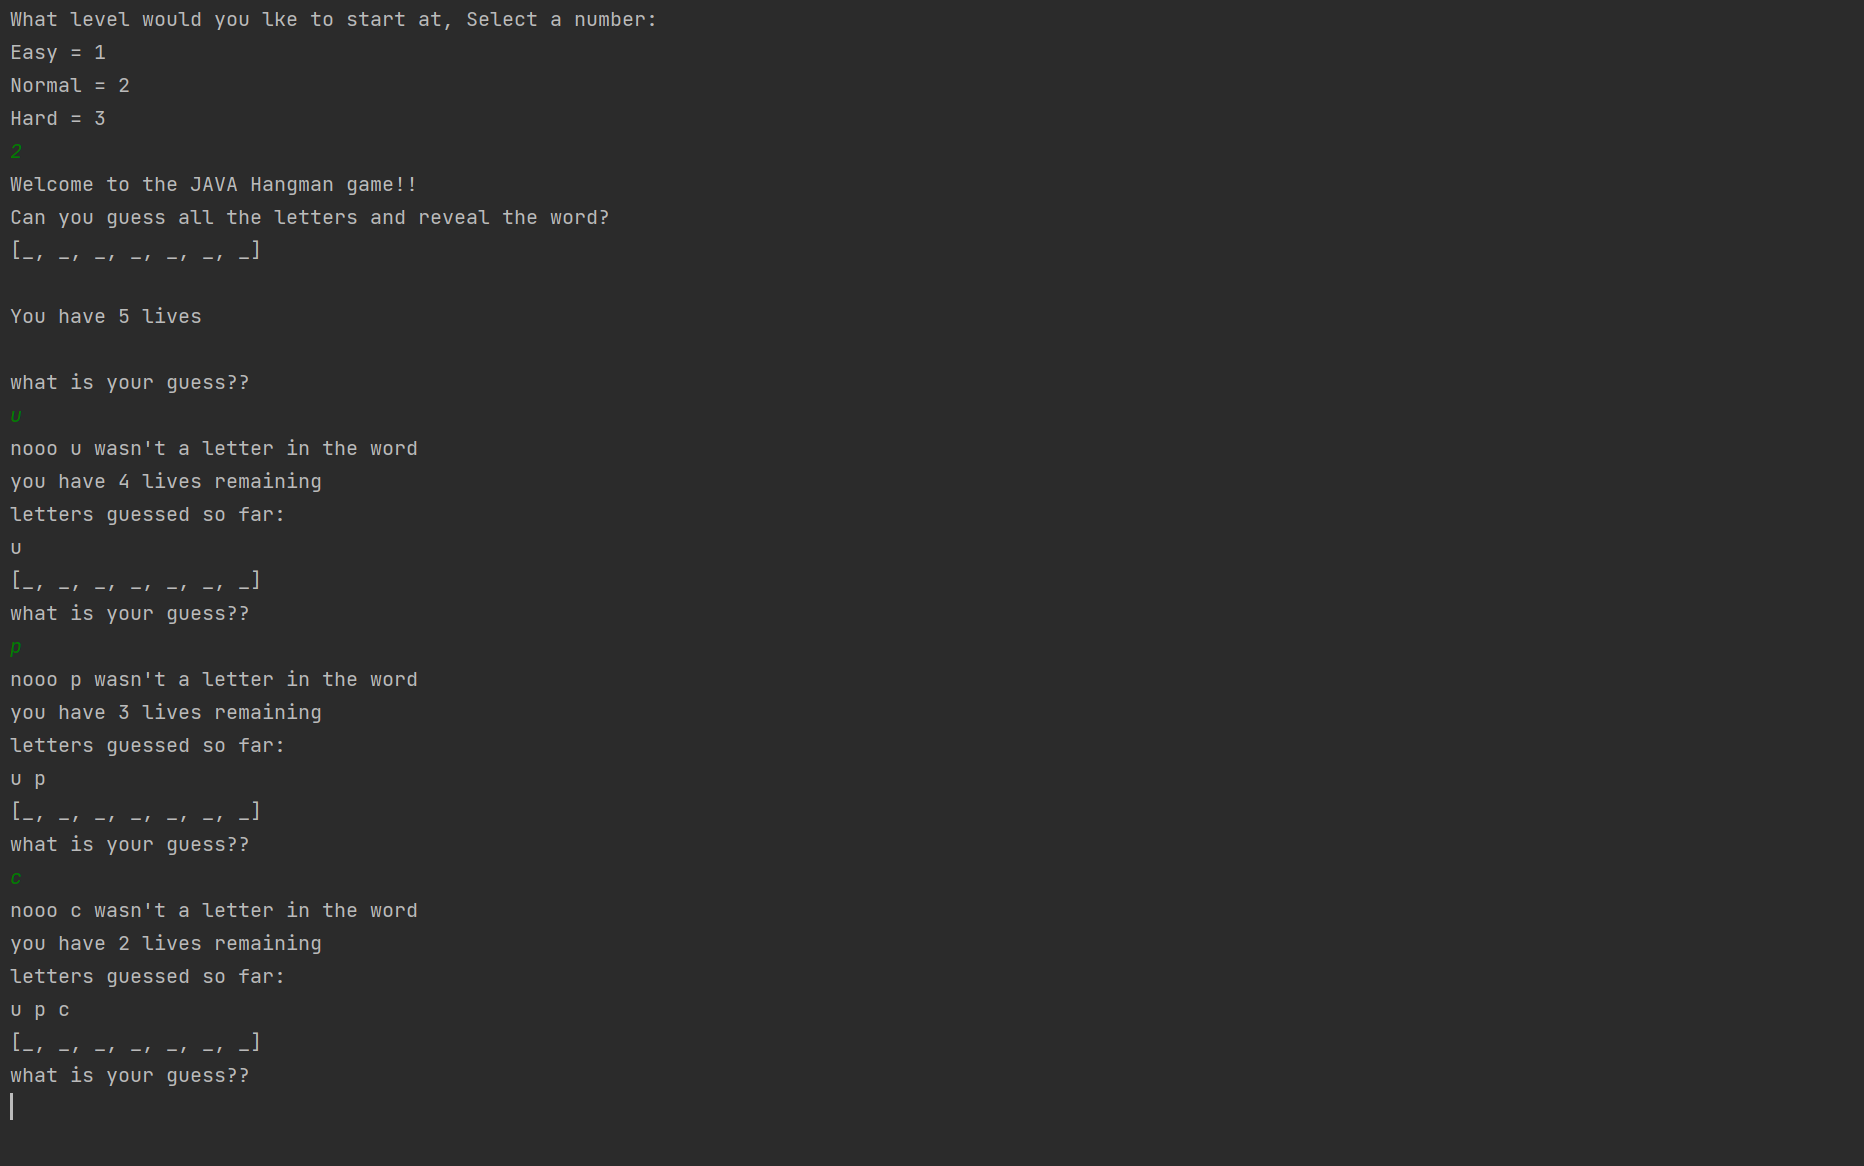 What level would you lke to start at, Select a number:
Easy = 1
Normal = 2
Hard = 3
2
Welcome to the JAVA Hangman game!!
Can you guess all the letters and reveal the word?
[_, _, _, _, _, _, _]
You have 5 lives
what is your guess??
u
nooo u wasn't a letter in the word
you have 4 lives remaining
letters guessed so far:
u
[_, _, _, _, _, _, _]
what is your guess??
p
nooo p wasn't a letter in the word
you have 3 lives remaining
letters guessed so far:
u p
[_, _, _, _, _, _, _]
what is your guess??
c
nooo c wasn't a letter in the word
you have 2 lives remaining
letters guessed so far:
u p c
[_, _, _, _, _, _, _]
what is your guess??